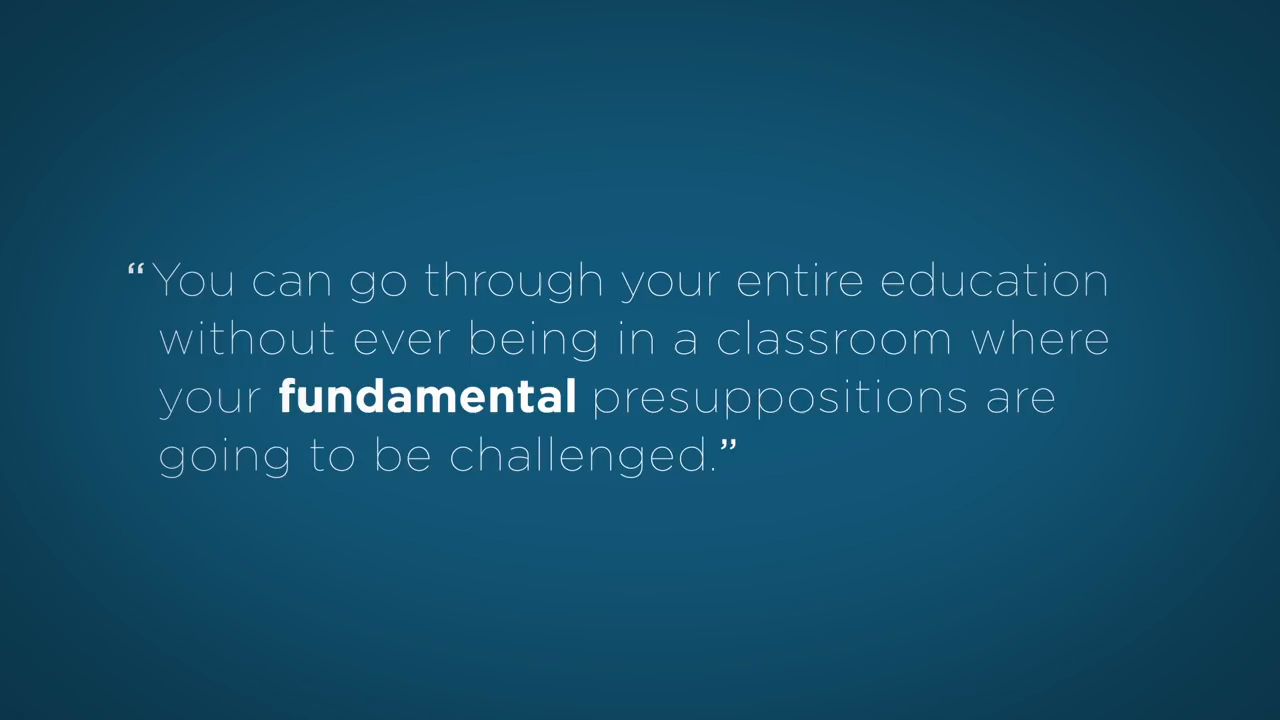 “You can go through your entire education
without ever being in a classroom where
your fundamental presuppositions are
going to be challenged.”